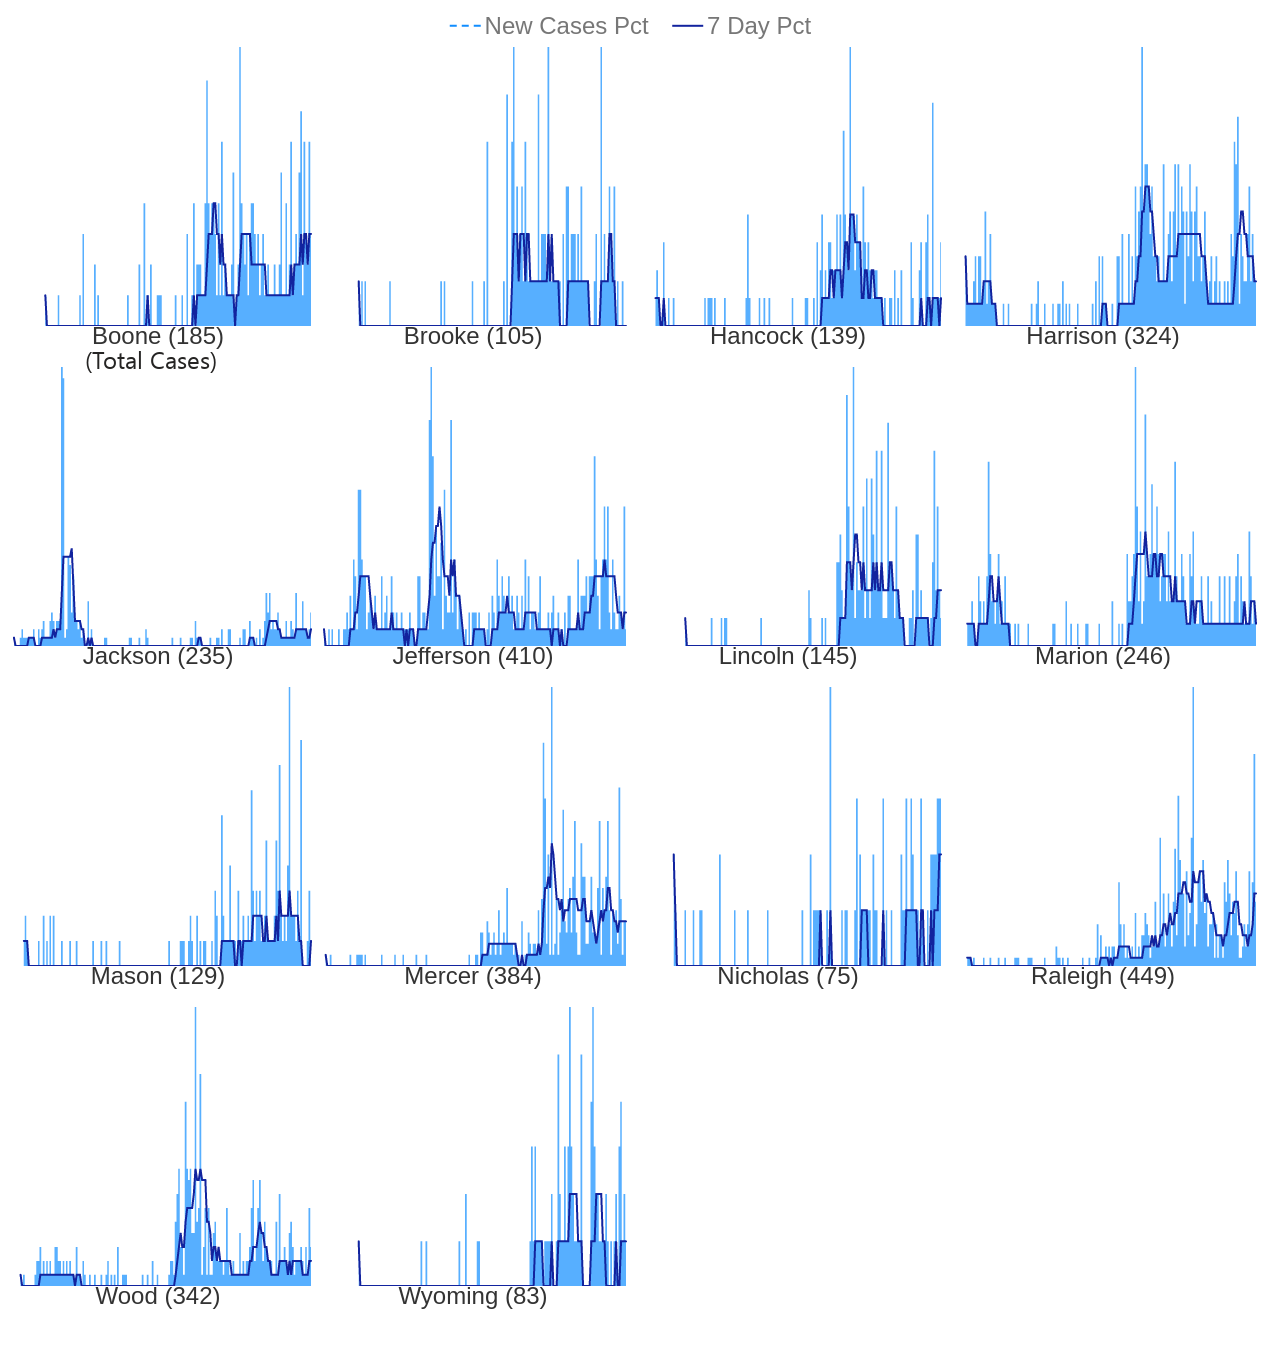 New Cases Pct 7 Day Pct
Boone (185) Brooke (105) Hancock (139) Harrison (324)
(Total Cases)
Jackson (235) Jefferson (410) Lincoln (145) Marion (246)
Mason (129) Mercer (384) Nicholas (75) Raleigh (449)
Wood (342) Wyoming (83)